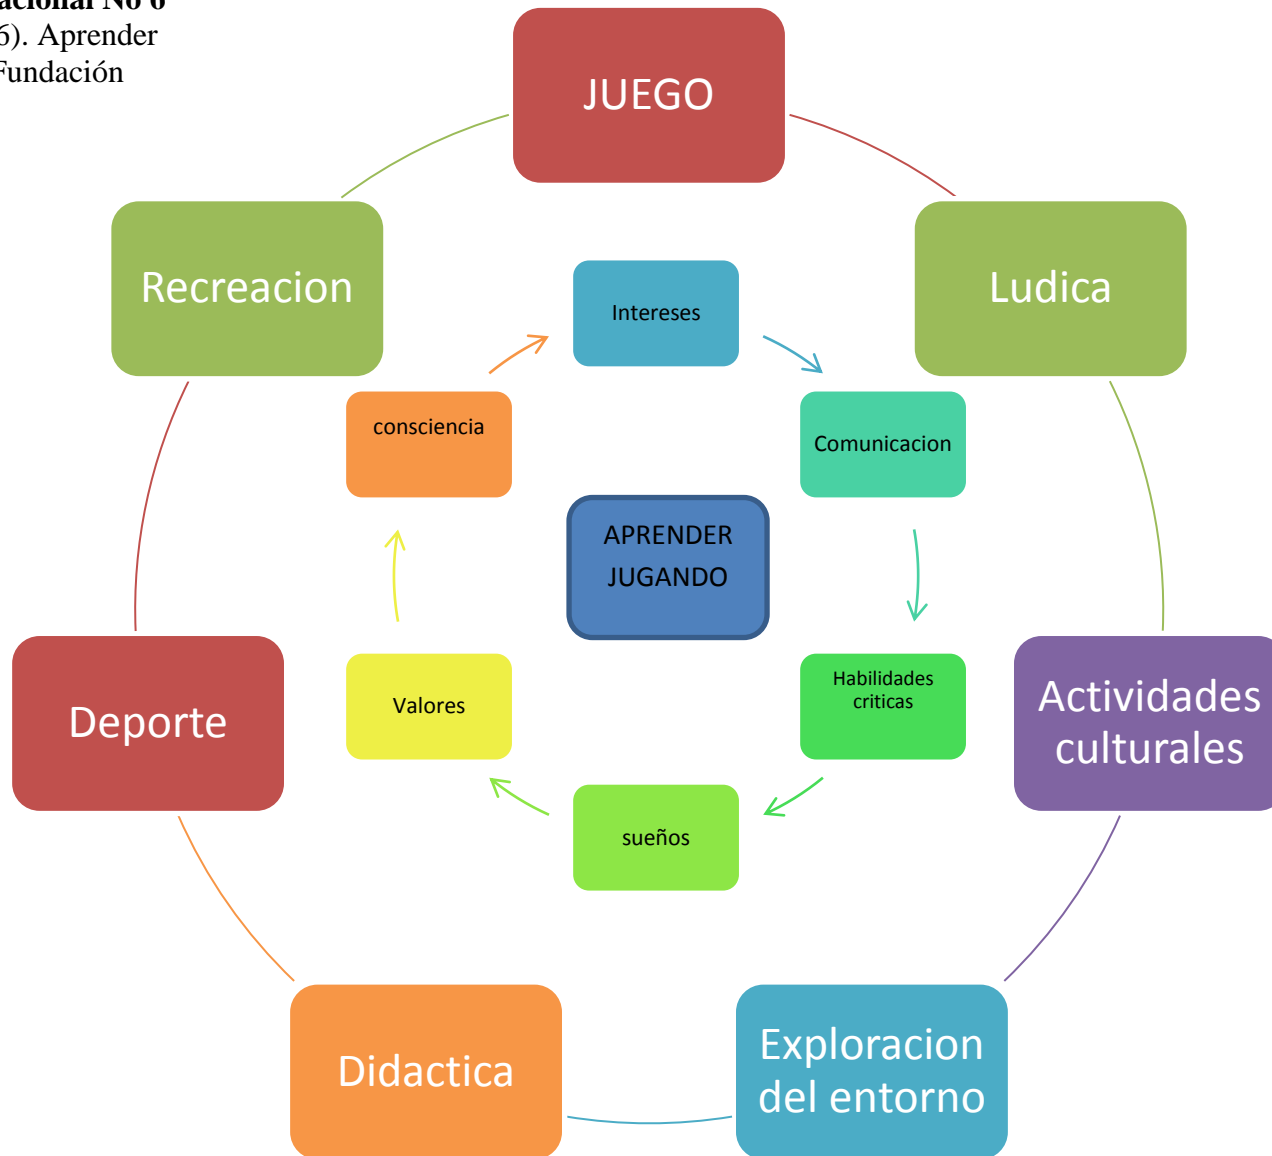 No 6
6). Aprender
Fundación
JUEGO
Recreacion
Ludica
Intereses
consciencia
Comunicacion
APRENDER
JUGANDO
Habilidades
criticas
Valores
Deporte
Actividades
culturales
sueños
Didactica
Exploracion
del entorno